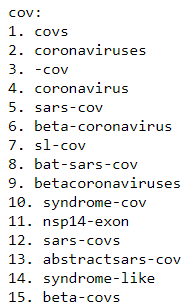 cov:
1. covs
2. coronaviruses
3. -cov
4. coronavirus
5. sars-cov
6. beta-coronavirus
7. sl-cov
8. bat-sars-cov
9. betacoronaviruses
10. syndrome-cov
11. nsp14-exon
12. sars-covs
13. abstractsars-cov
14. syndrome-like
15. beta-covs